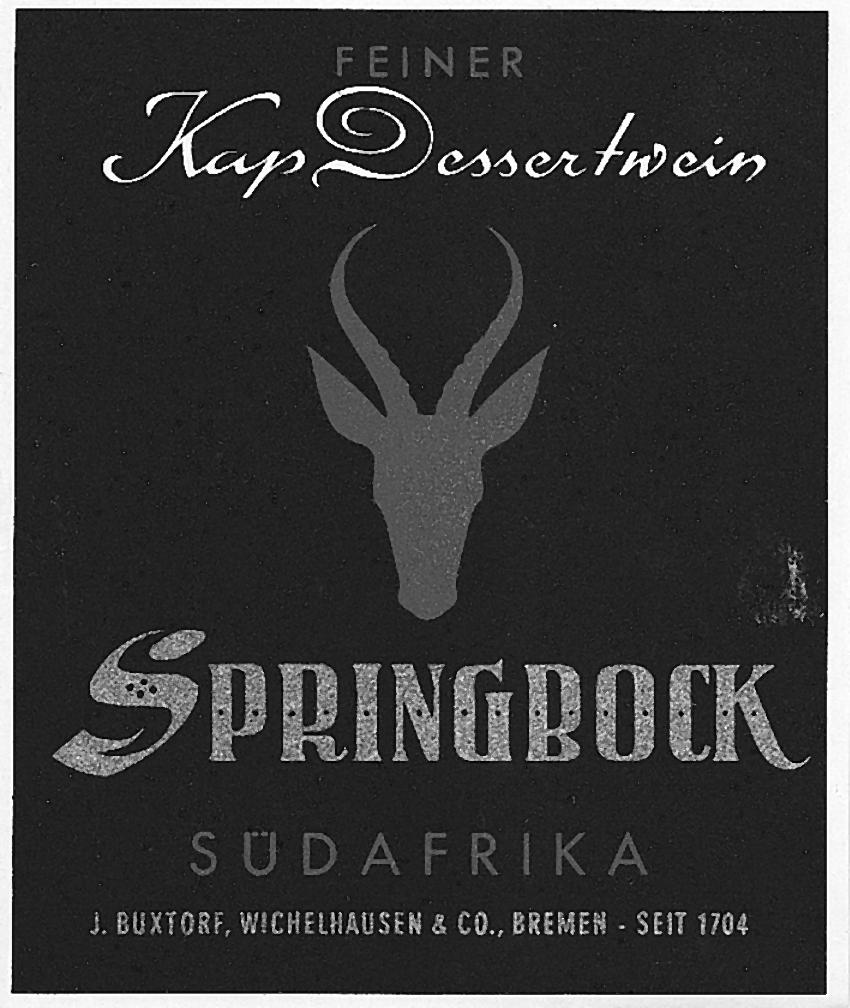 FEINER
Kap Dessertwein
SPRINGBOCK
SÜDAFRIKA
J. BUXTORF, WICHELHAUSEN & CO., BREMEN - SEIT 1704